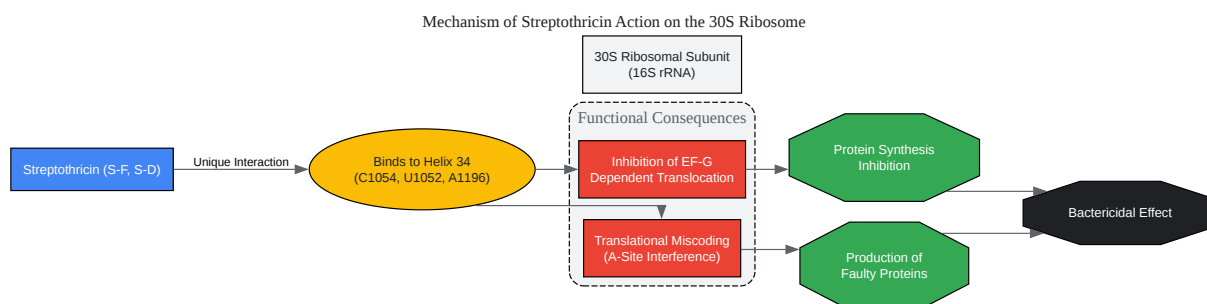 Mechanism of Streptothricin Action on the 30S Ribosome
30S Ribosomal Subunit
(16S rRNA)
Functional Consequences
Streptothricin (S-F, S-D)
Unique Interaction
Binds to Helix 34
(C1054, U1052, A1196)
Inhibition of EF-G
Dependent Translocation
Protein Synthesis
Inhibition
Translational Miscoding
(A-Site Interference)
Production of
Faulty Proteins
Bactericidal Effect